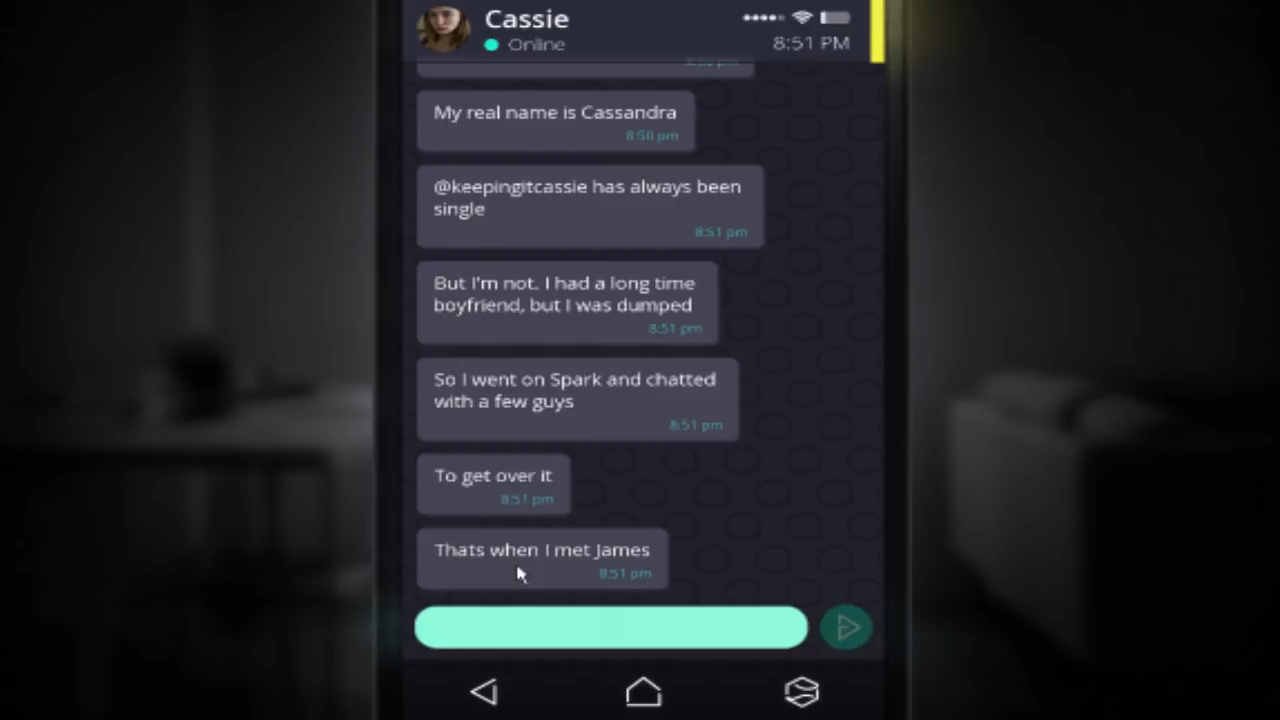 Cassie
Online
8:51 PM
My real name is Cassandra
8:50 pm
@keepingitcassie has always been
single
8:51 pm
But I'm not. I had a long time
boyfriend, but I was dumped
8:51 pm
So I went on Spark and chatted
with a few guys
8:51 pm
To get over it
8:51 pm
Thats when I met James
8:51 pm